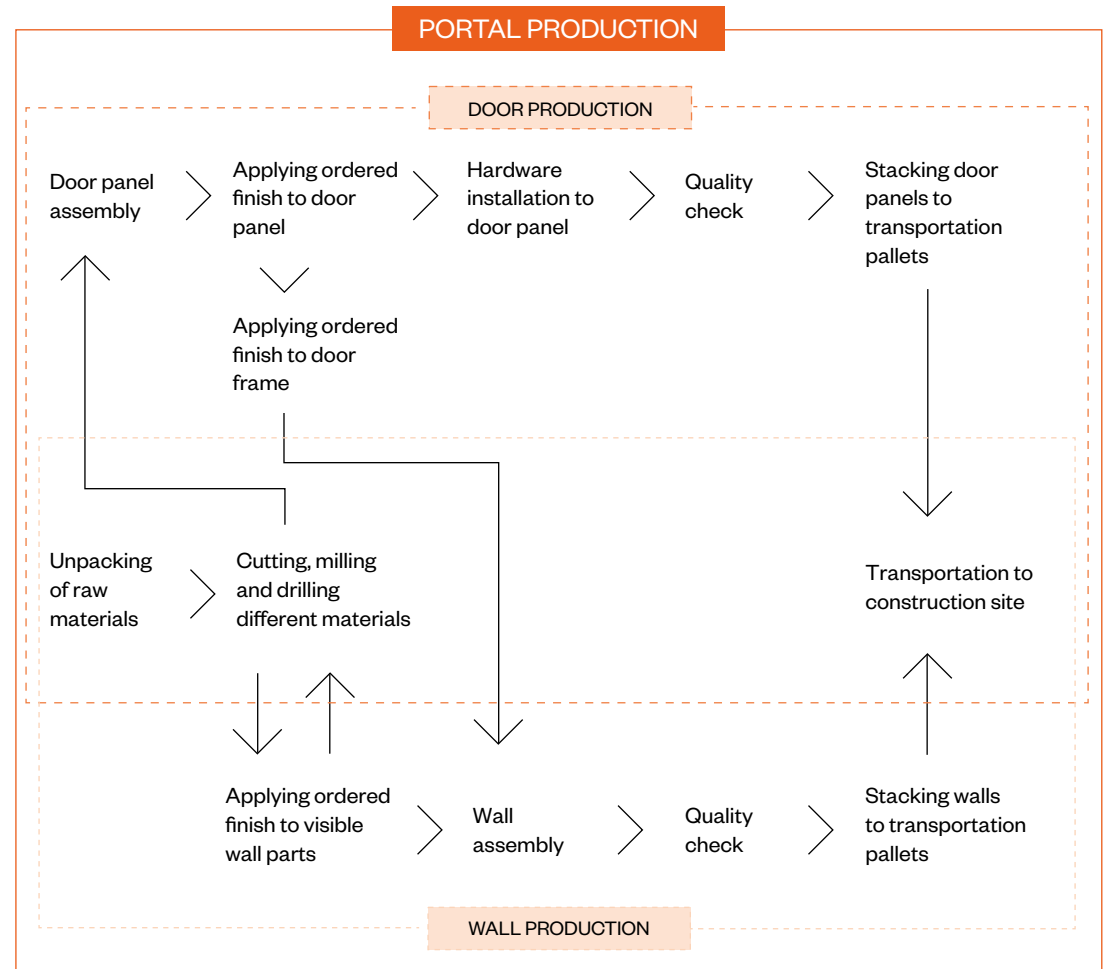 PORTAL PRODUCTION
DOOR PRODUCTION
Door panel
assembly
Applying ordered
finish to door
panel
Hardware
installation to
door panel
Quality
check
Stacking door
panels to
transportation
pallets
Applying ordered
finish to door
frame
Unpacking
of raw
materials
Cutting, milling
and drilling
different materials
Transportation to
construction site
Applying ordered
finish to visible
wall parts
Wall
assembly
Quality
check
Stacking walls
to transportation
pallets
WALL PRODUCTION